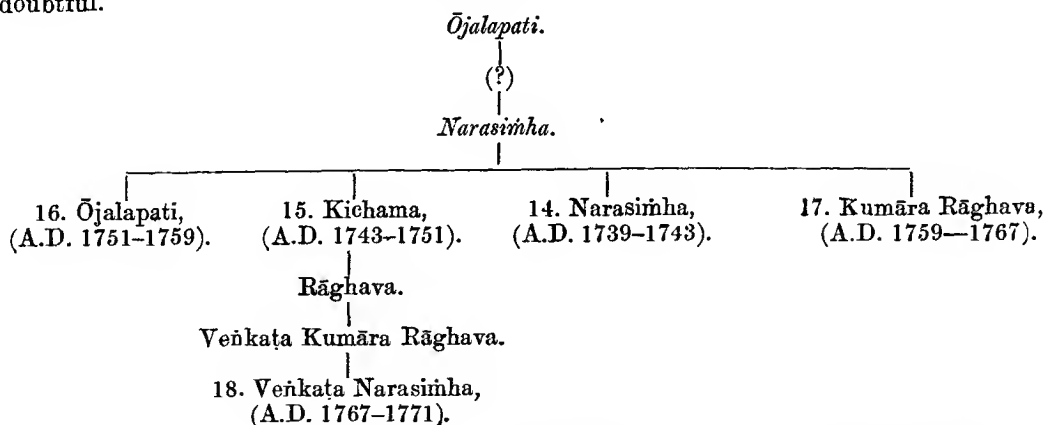 doubtful.
Ōjalapati.
(?)
Narasiṁha.
16. Ōjalapati, 15. Kichama, 14. Narasiṁha, 17. Kumāra Rāghava,
(A.D. 1751–1759). (A.D. 1743–1751). (A.D. 1739–1743). (A.D. 1759—1767).
Rāghava.
Veṅkaṭa Kumāra Rāghava.
18. Veṅkaṭa Narasiṁha,
(A.D. 1767–1771).